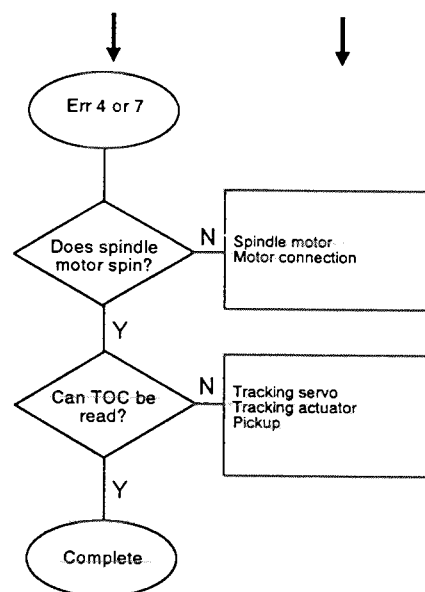 Err 4 or 7
Does spindle
motor spin?
N
Spindle motor
Motor connection
Y
Can TOC be
read?
N
Tracking servo
Tracking actuator
Pickup
Y
Complete